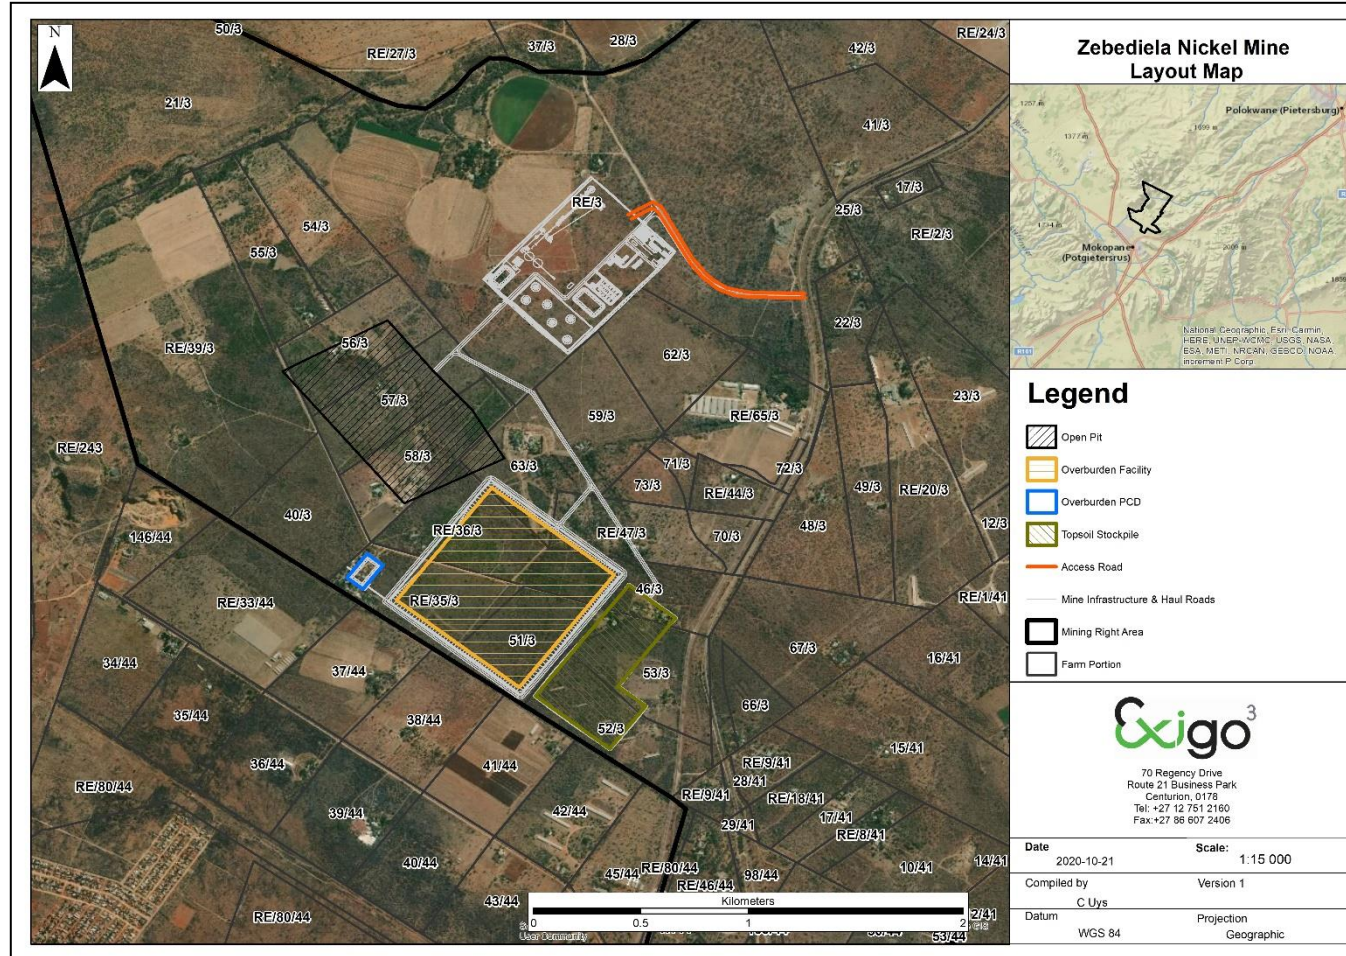 N
50/3
RE/27/3
37/3
28/3
42/3
RE/24/3
21/3
41/3
17/3
RE/3
25/3
54/3
RE/2/3
55/3
22/3
56/3
RE/39/3
62/3
57/3
23/3
59/3
RE/65/3
RE/243
58/3
63/3
71/3
72/3
73/3
RE/44/3
49/3
RE/20/3
40/3
12/3
RE/36/3
RE/47/3
48/3
146/44
70/3
46/3
RE/33/44
RE/35/3
RE/1/41
51/3
67/3
34/44
37/44
53/3
16/41
66/3
35/44
38/44
52/3
15/41
36/44
41/44
RE/9/41
28/41
RE/80/44
RE/9/41
RE/18/41
39/44
42/44
29/41
17/41
RE/8/41
40/44
45/44
RE/80/44
98/44
10/41
14/41
RE/46/44
43/44
RE/80/44
2/41
53/44
Kilometers
0 0.5 1 2
User Community
Zebediela Nickel Mine
Layout Map
1257 m
Polokwane (Pietersburg)
1699 m
1377 m
Mokopane
(Potgietersrus)
National Geographic, Esri, Garmin,
HERE, UNEP-WCMC, USGS, NASA,
ESA, METI, NRCAN, GEBCO, NOAA,
increment P Corp.
Legend
Open Pit
Overburden Facility
Overburden PCD
Topsoil Stockpile
Access Road
Mine Infrastructure & Haul Roads
Mining Right Area
Farm Portion
Exigo3
70 Regency Drive
Route 21 Business Park
Centurion, 0178
Tel: +27 12 751 2160
Fax:+27 86 607 2406
Date
2020-10-21
Scale:
1:15 000
Compiled by
C Uys
Version 1
Datum
WGS 84
Projection
Geographic